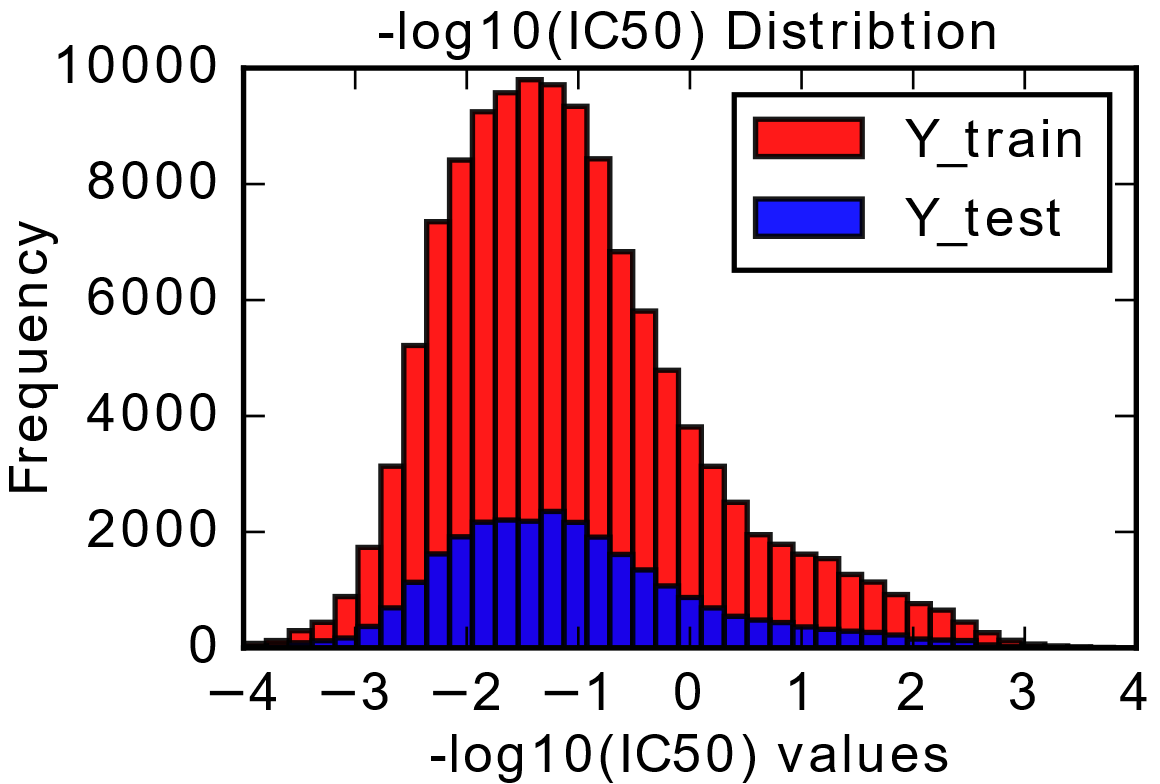 -log10(IC50) Distribtion
10000
8000
6000
4000
2000
0
Frequency
Y_train
Y_test
−4 −3 −2 −1 0 1 2 3 4
-log10(IC50) values